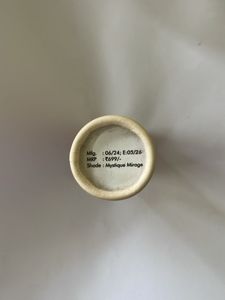 Mfg. : 06/24; E:05/26
MRP : ₹699/-
Shade : Mystique Mirage